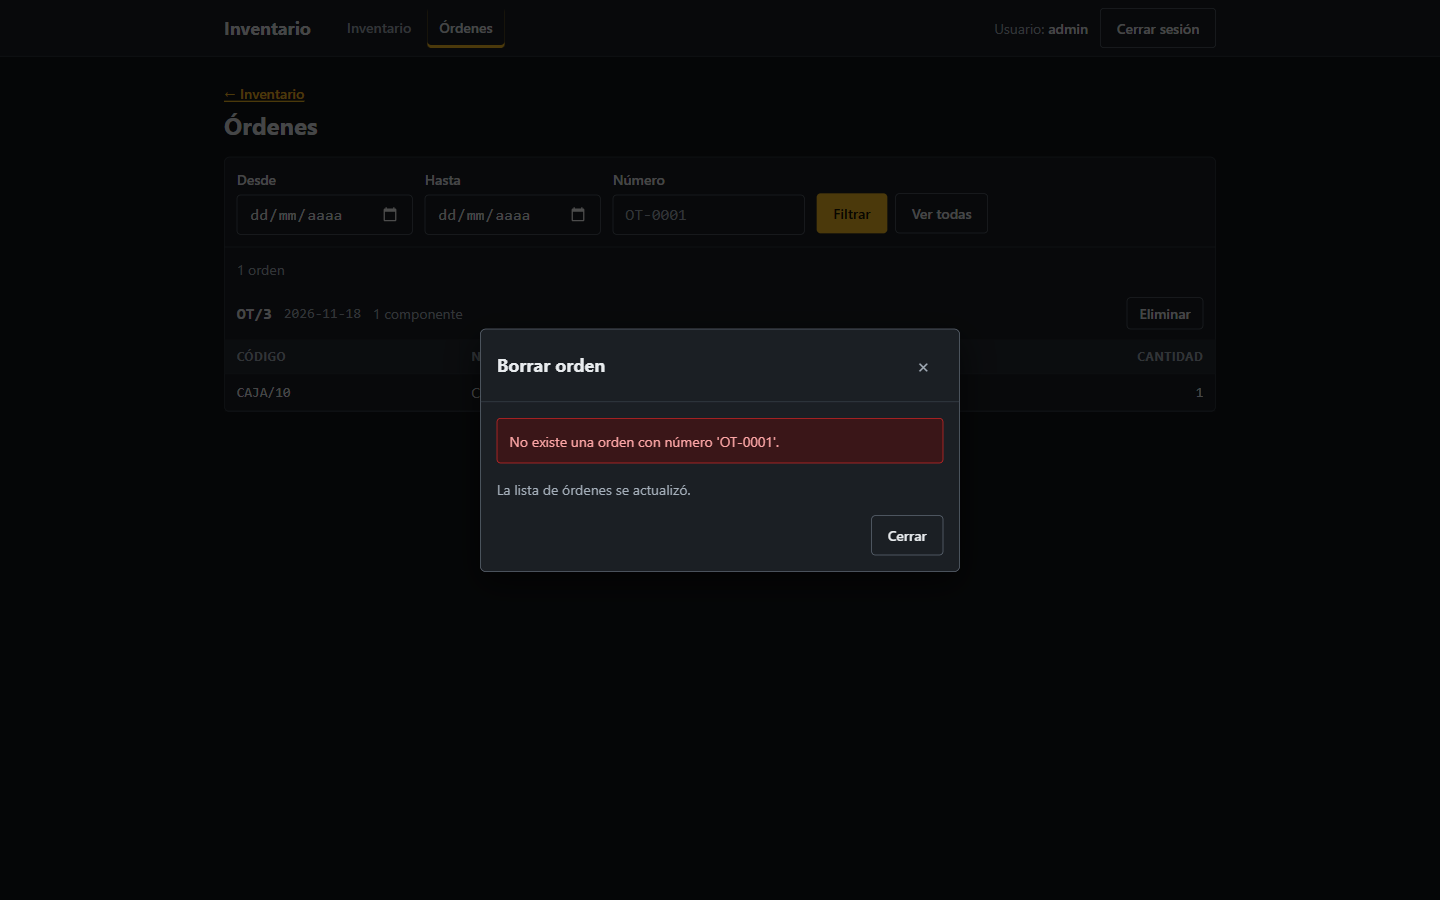 Inventario Inventario Órdenes Usuario: admin Cerrar sesión
← Inventario
Órdenes
Desde Hasta Número
dd/mm/aaaa dd/mm/aaaa OT-0001 Filtrar Ver todas
1 orden
OT/3 2026-11-18 1 componente Eliminar
CÓDIGO N CANTIDAD
CAJA/10 C 1
Borrar orden ×
No existe una orden con número 'OT-0001'.
La lista de órdenes se actualizó.
Cerrar